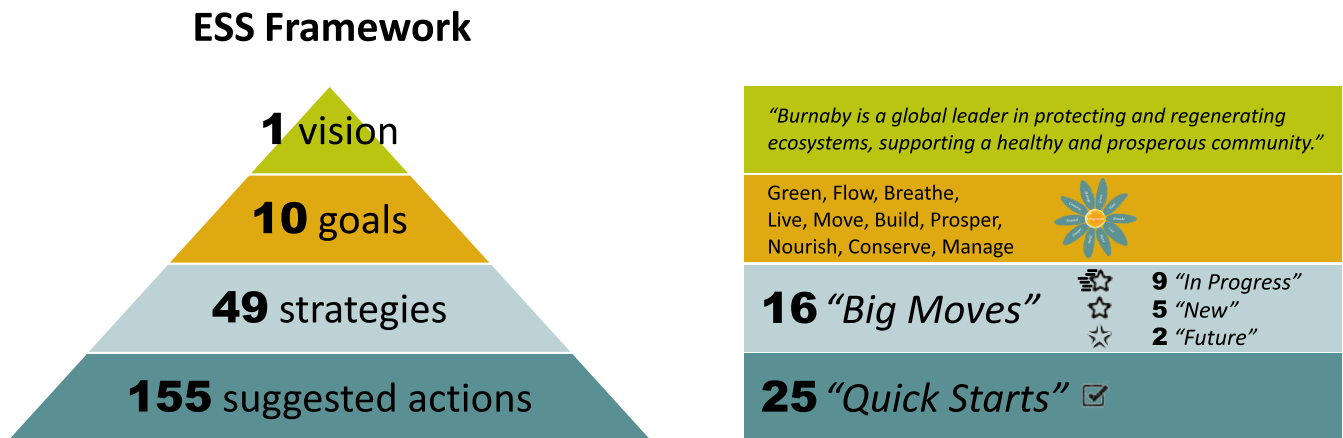 ESS Framework
1 vision
10 goals
49 strategies
155 suggested actions
“Burnaby is a global leader in protecting and regenerating
ecosystems, supporting a healthy and prosperous community.”
Green, Flow, Breathe,
Live, Move, Build, Prosper,
Nourish, Conserve, Manage
16 “Big Moves”
9 “In Progress”
5 “New”
2 “Future”
25 “Quick Starts”